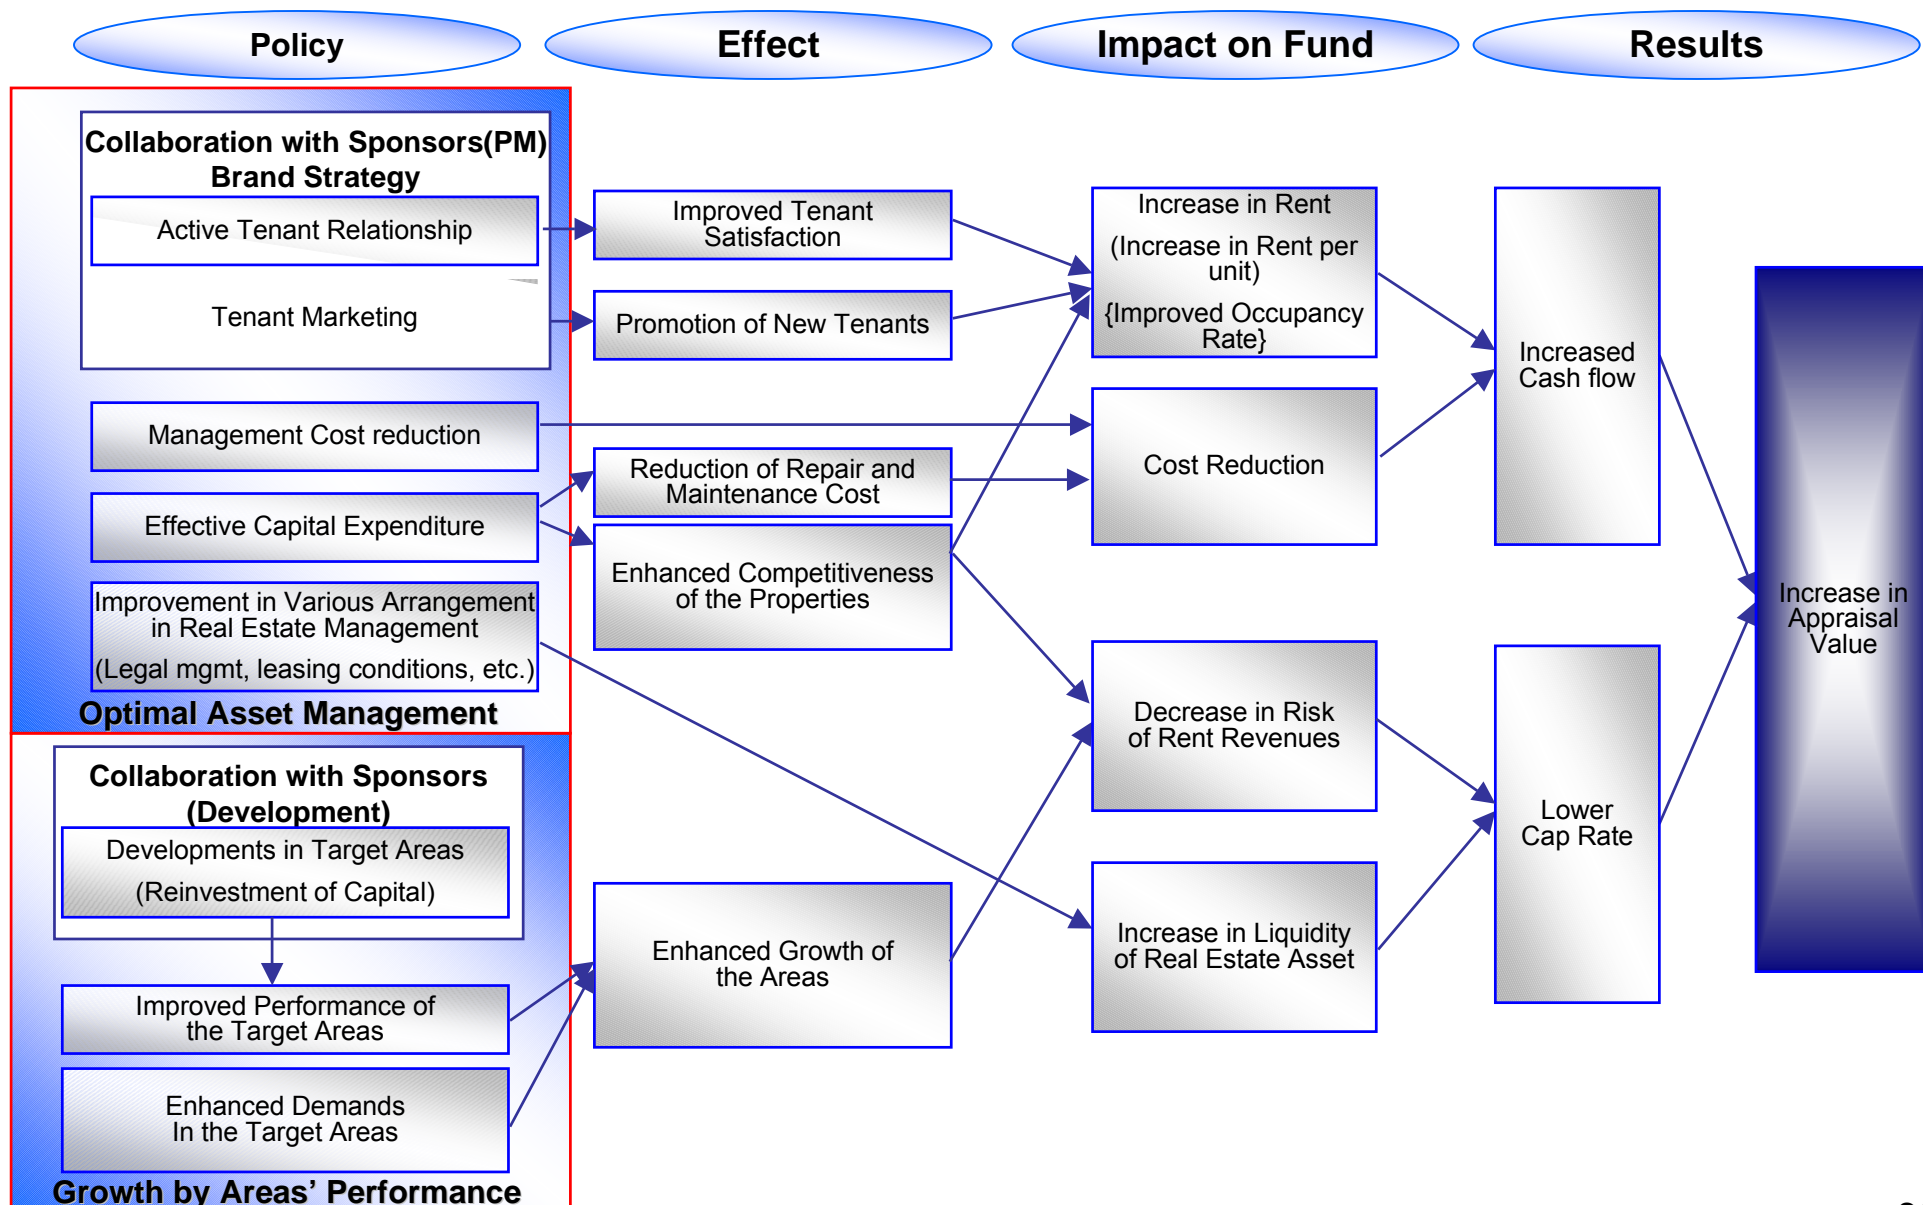 Policy
Effect
Impact on Fund
Results
Collaboration with Sponsors(PM)
Brand Strategy
Active Tenant Relationship
Tenant Marketing
Management Cost reduction
Effective Capital Expenditure
Improvement in Various Arrangement
in Real Estate Management
(Legal mgmt, leasing conditions, etc.)
Optimal Asset Management
Collaboration with Sponsors
(Development)
Developments in Target Areas
(Reinvestment of Capital)
Improved Performance of
the Target Areas
Enhanced Demands
In the Target Areas
Growth by Areas’ Performance
Improved Tenant
Satisfaction
Promotion of New Tenants
Reduction of Repair and
Maintenance Cost
Enhanced Competitiveness
of the Properties
Enhanced Growth of
the Areas
Increase in Rent
(Increase in Rent per
unit)
{Improved Occupancy
Rate}
Cost Reduction
Decrease in Risk
of Rent Revenues
Increase in Liquidity
of Real Estate Asset
Increased
Cash flow
Lower
Cap Rate
Increase in
Appraisal
Value